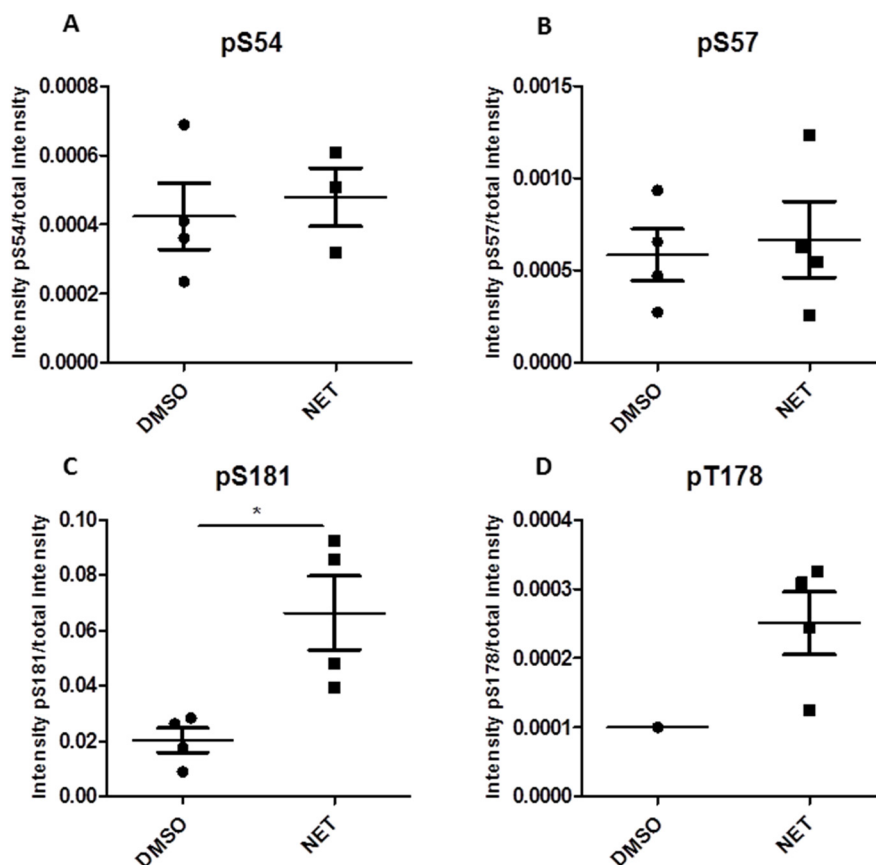 A
pS54
Intensity pS54/total Intensity
0.0008
0.0006
0.0004
0.0002
0.0000
DMSO
NET
B
pS57
Intensity pS57/total Intensity
0.0015
0.0010
0.0005
0.0000
DMSO
NET
C
pS181
Intensity pS181/total Intensity
0.10
0.08
0.06
0.04
0.02
0.00
*
DMSO
NET
D
pT178
Intensity pS178/total Intensity
0.0004
0.0003
0.0002
0.0001
0.0000
DMSO
NET